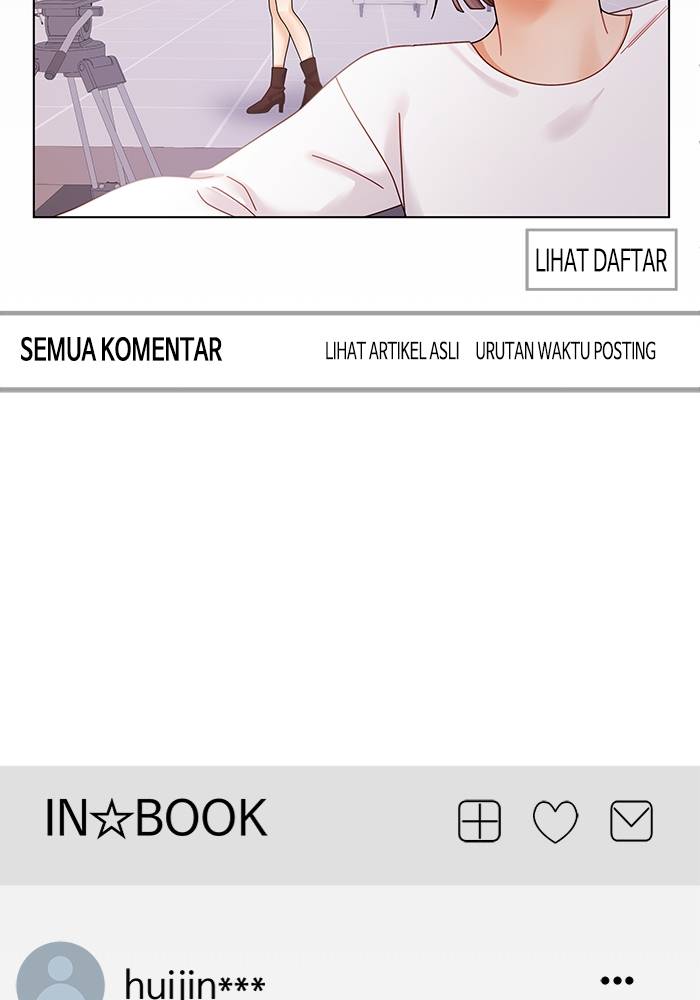 LIHAT DAFTAR
SEMUA KOMENTAR LIHAT ARTIKEL ASLI URUTAN WAKTU POSTING
IN☆BOOK
huijin***